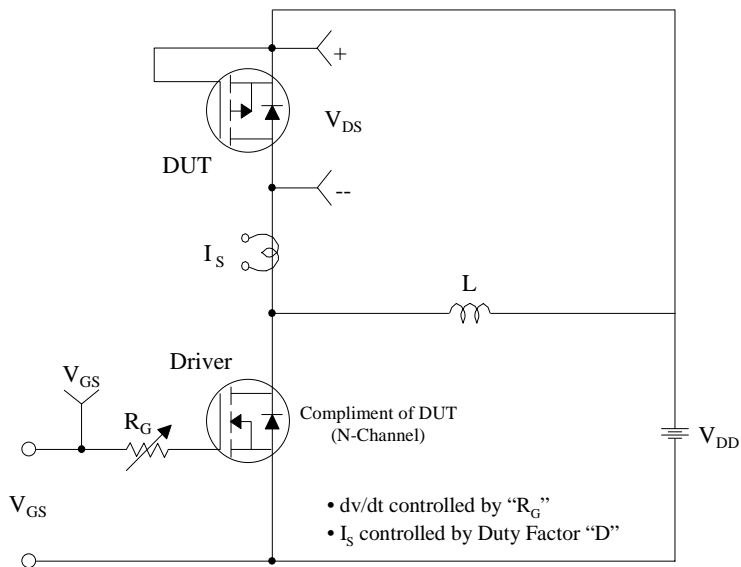 +
V_DS
DUT
--
I_S
L
Driver
V_GS
R_G
Compliment of DUT
(N-Channel)
V_DD
V_GS
• dv/dt controlled by “R_G”
• I_S controlled by Duty Factor “D”